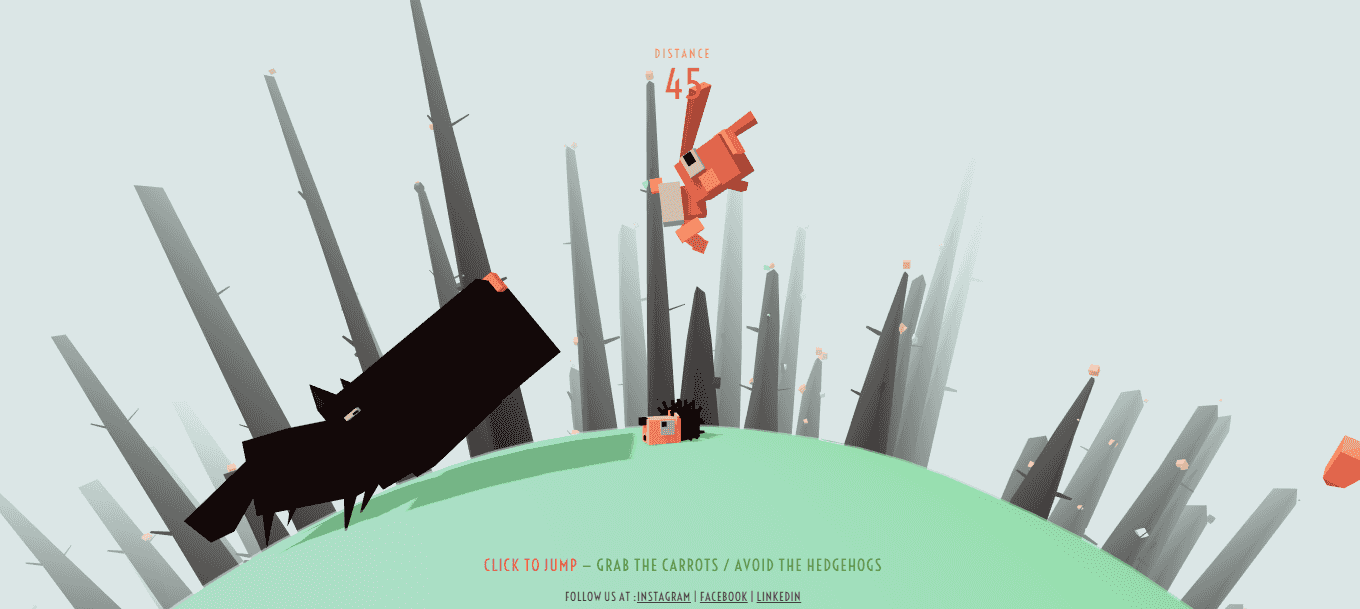 DISTANCE
45
CLICK TO JUMP — GRAB THE CARROTS / AVOID THE HEDGEHOGS
FOLLOW US AT :INSTAGRAM | FACEBOOK | LINKEDIN